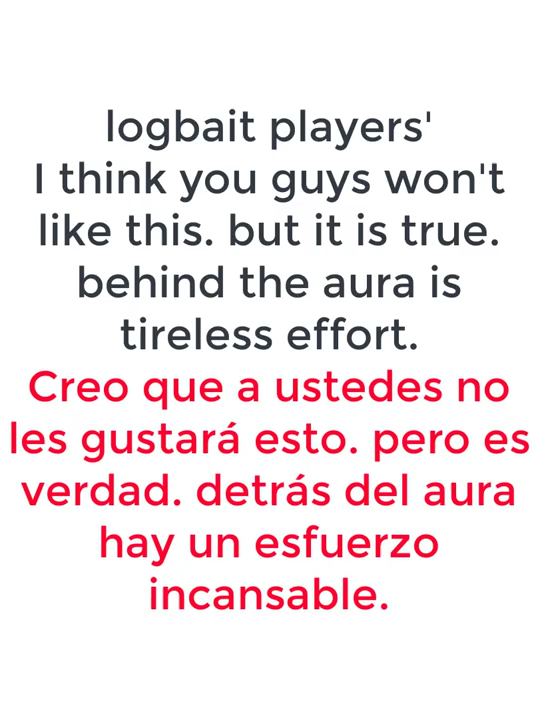 logbait players'
I think you guys won't
like this. but it is true.
behind the aura is
tireless effort.
Creo que a ustedes no
les gustará esto. pero es
verdad. detrás del aura
hay un esfuerzo
incansable.